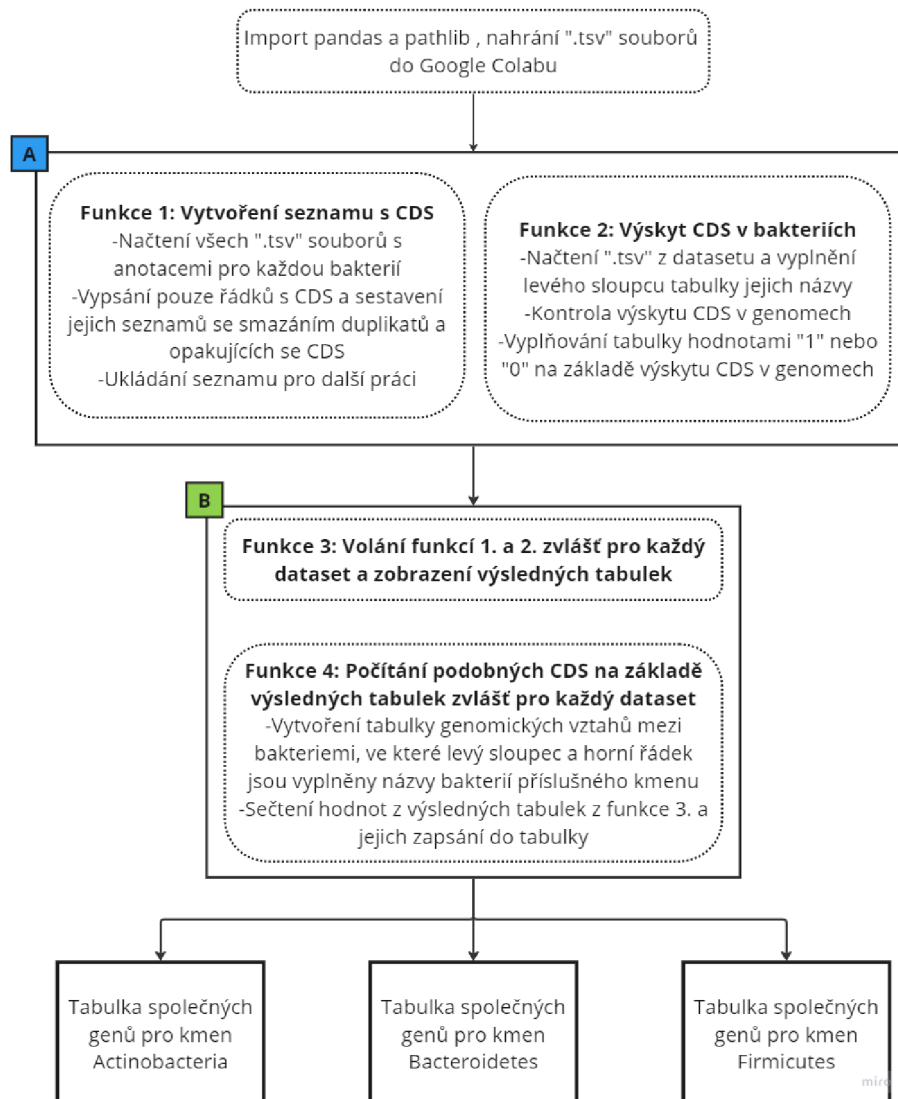 Import pandas a pathlib , nahrání ".tsv" souborů
do Google Colabu
A
Funkce 1: Vytvoření seznamu s CDS
-Načtení všech ".tsv" souborů s
anotacemi pro každou bakterií
-Vypsání pouze řádků s CDS a sestavení
jejich seznamů se smazáním duplikatů a
opakujících se CDS
-Ukládání seznamu pro další práci
Funkce 2: Výskyt CDS v bakteriích
-Načtení ".tsv" z datasetu a vyplnění
levého sloupcu tabulky jejich názvy
-Kontrola výskytu CDS v genomech
-Vyplňování tabulky hodnotami "1" nebo
"0" na základě výskytu CDS v genomech
B
Funkce 3: Volání funkcí 1. a 2. zvlášť pro každý
dataset a zobrazení výsledných tabulek
Funkce 4: Počítání podobných CDS na základě
výsledných tabulek zvlášť pro každý dataset
-Vytvoření tabulky genomických vztahů mezi
bakteriemi, ve které levý sloupec a horní řádek
jsou vyplněny názvy bakterií příslušného kmenu
-Sečtení hodnot z výsledných tabulek z funkce 3. a
jejich zapsání do tabulky
Tabulka společných
genů pro kmen
Actinobacteria
Tabulka společných
genů pro kmen
Bacteroidetes
Tabulka společných
genů pro kmen
Firmicutes
miro